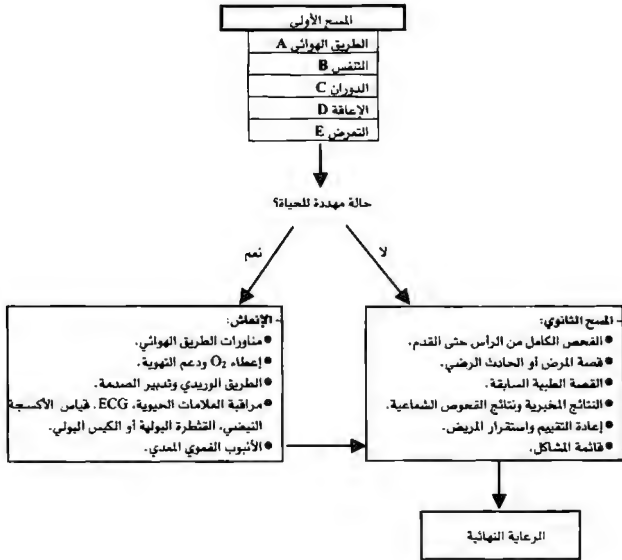 المسح الأولي
الطريق الهوائي A
التنفس B
الدوران C
الإعاقة D
التعرض E
حالة مهددة للحياة؟
نعم
لا
- الإنعاش:
● مناورات الطريق الهوائي.
● إعطاء O₂ ودعم التهوية.
● الطريق الوريدي وتدبير الصدمة.
● مراقبة العلامات الحيوية، ECG، قياس الأكسجة
النبضي، القثطرة البولية أو الكيس البولي.
● الأنبوب الفموي المعدي.
- المسح الثانوي:
● الفحص الكامل من الرأس حتى القدم.
● قصة المرض أو الحادث الرضي.
● القصة الطبية السابقة.
● النتائج المخبرية ونتائج الفحوص الشعاعية.
● إعادة التقييم واستقرار المريض.
● قائمة المشاكل.
الرعاية النهائية